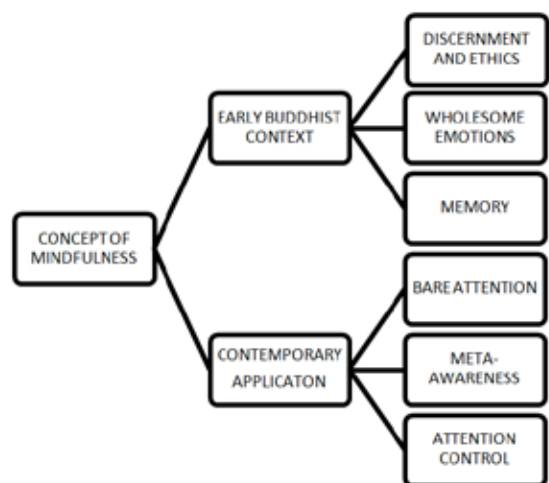 CONCEPT OF
MINDFULNESS
EARLY BUDDHIST
CONTEXT
DISCERNMENT
AND ETHICS
WHOLESOME
EMOTIONS
MEMORY
CONTEMPORARY
APPLICATON
BARE ATTENTION
META-
AWARENESS
ATTENTION
CONTROL